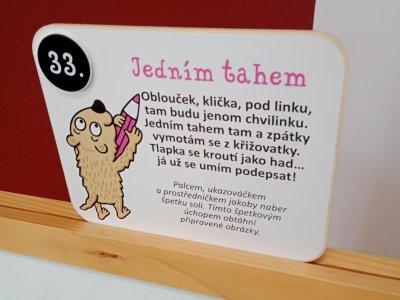 33.
Jedním tahem
Oblouček, klička, pod linku,
tam budu jenom chvilinku.
Jedním tahem tam a zpátky
vymotám se z křižovatky.
Tlapka se kroutí jako had...
já už se umím podepsat!
Palcem, ukazováčkem
a prostředníčkem jakoby naber
špetku soli. Tímto špetkovým
úchopem obtáhni
připravené obrázky.